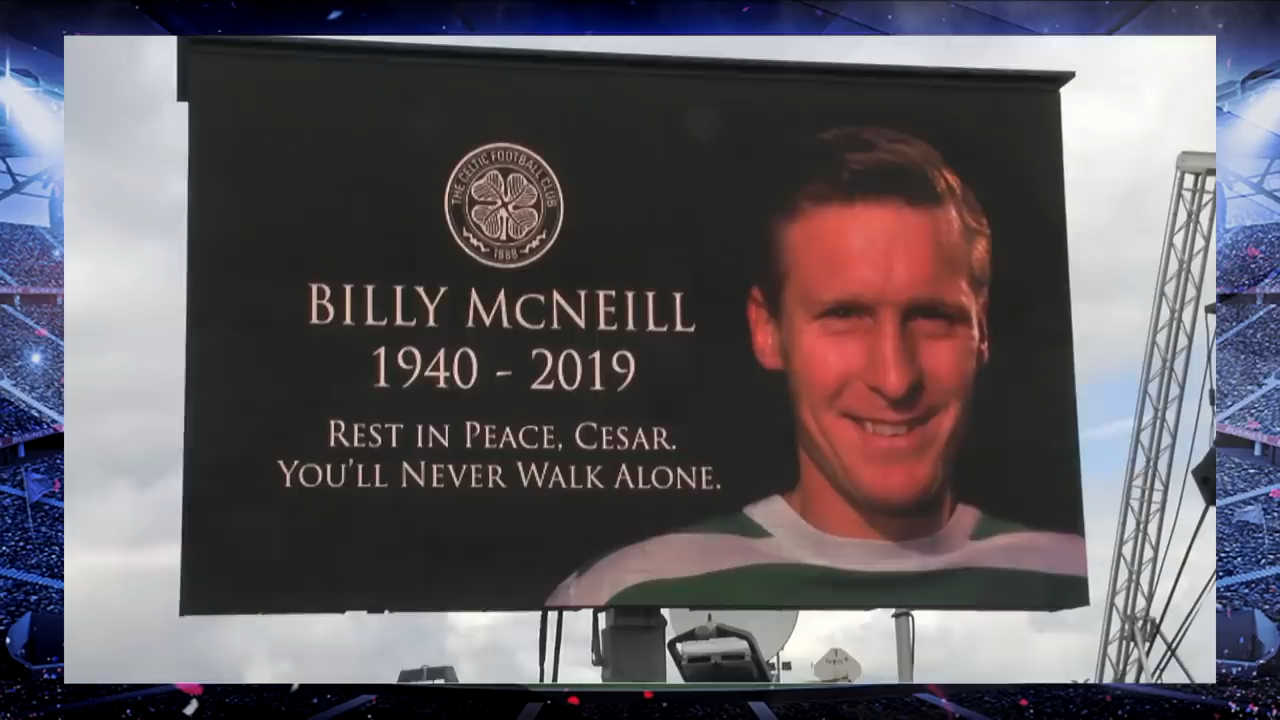 THE CELTIC FOOTBALL CLUB
1888
BILLY MCNEILL
1940 - 2019
REST IN PEACE, CESAR.
YOU'LL NEVER WALK ALONE.